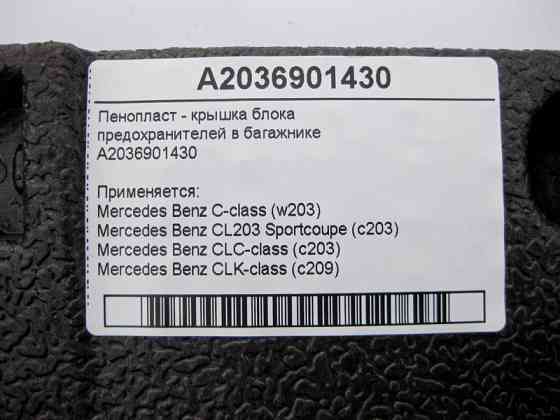 A2036901430
Пенопласт - крышка блока
предохранителей в багажнике
A2036901430
Применяется:
Mercedes Benz C-class (w203)
Mercedes Benz CL203 Sportcoupe (c203)
Mercedes Benz CLC-class (c203)
Mercedes Benz CLK-class (c209)